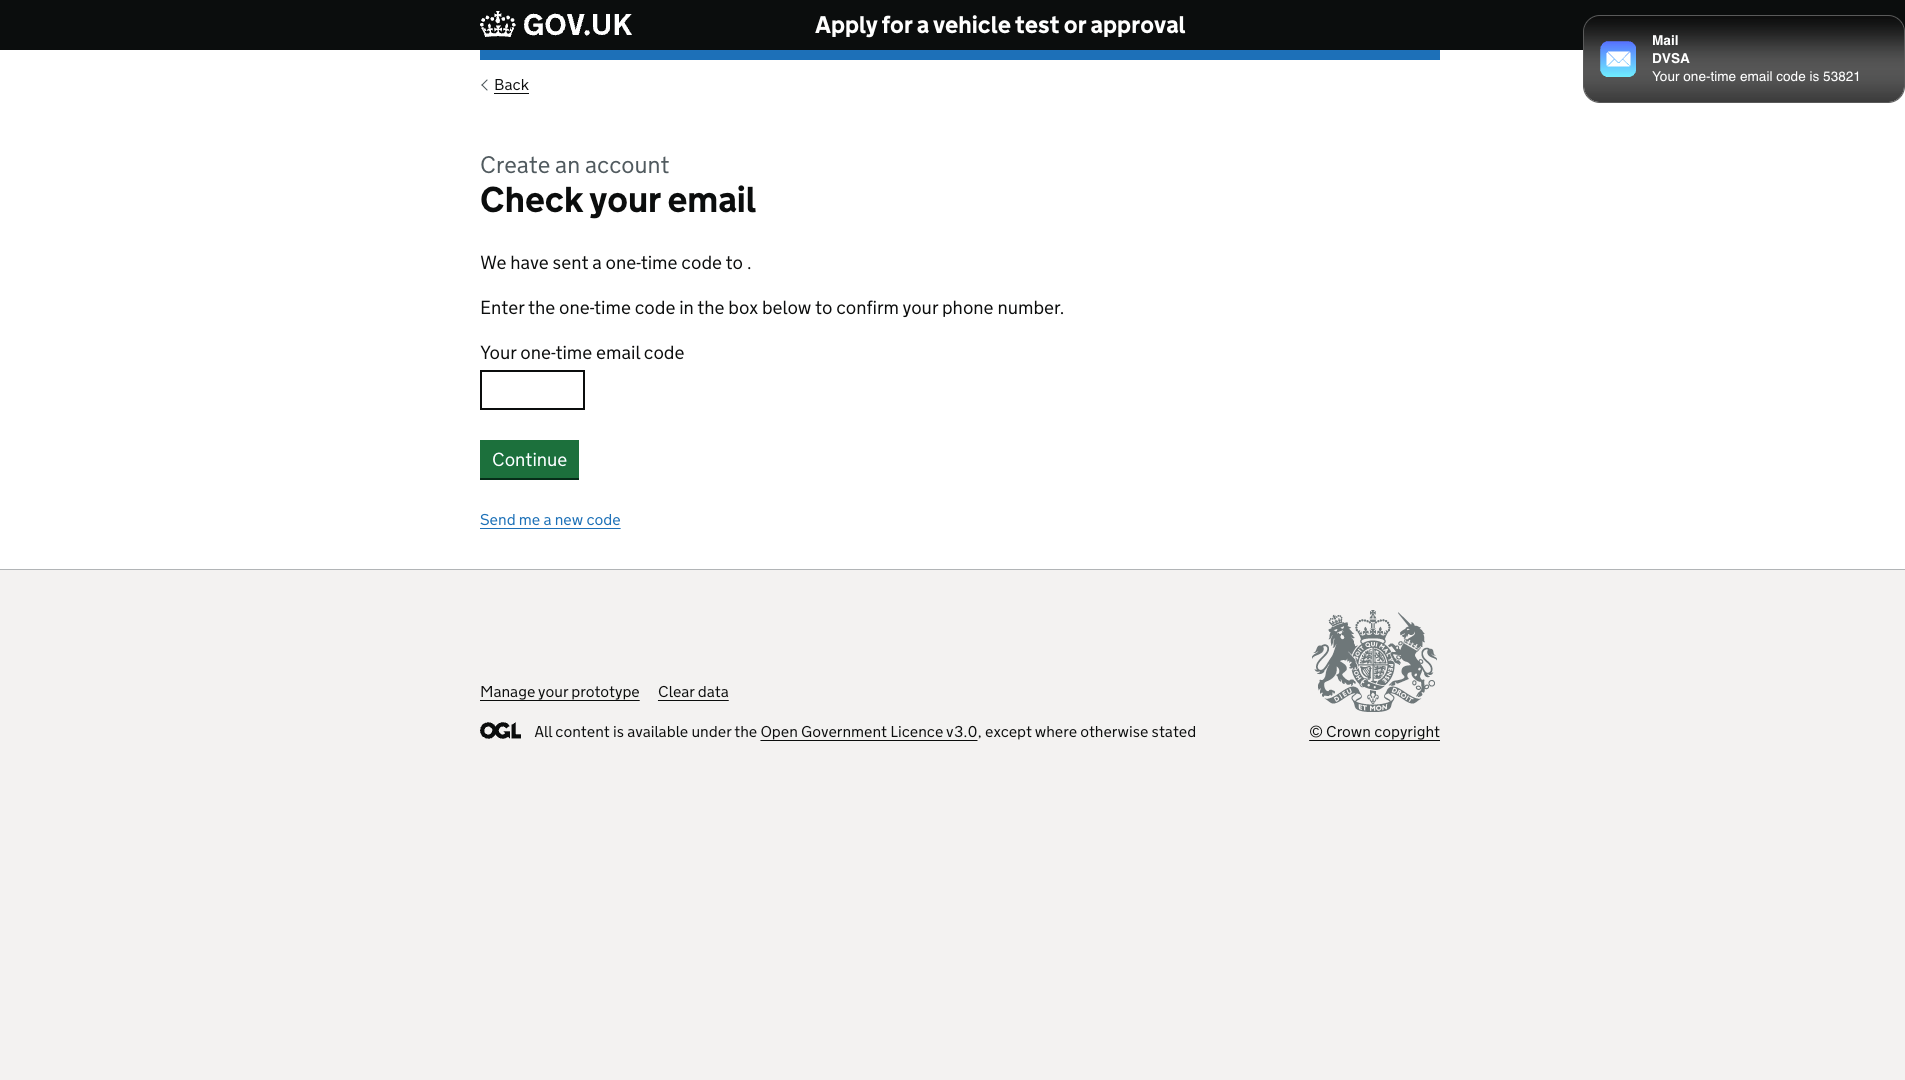 GOV.UK
Apply for a vehicle test or approval
Mail
DVSA
Your one-time email code is 53821
Back
Create an account
Check your email
We have sent a one-time code to .
Enter the one-time code in the box below to confirm your phone number.
Your one-time email code
Continue
Send me a new code
Manage your prototype Clear data
OGL All content is available under the Open Government Licence v3.0, except where otherwise stated
DIEU ET MON DROIT
© Crown copyright